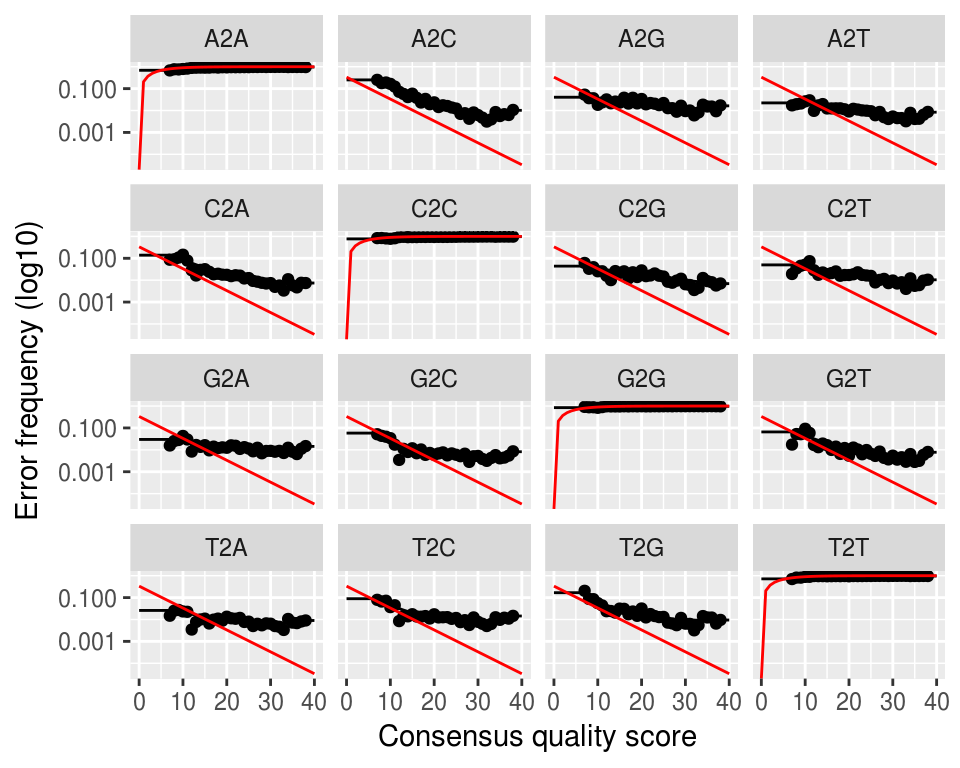 A2A A2C A2G A2T
0.100
0.001
C2A C2C C2G C2T
0.100
0.001
G2A G2C G2G G2T
0.100
0.001
T2A T2C T2G T2T
0.100
0.001
0 10 20 30 40 0 10 20 30 40 0 10 20 30 40 0 10 20 30 40
Consensus quality score
Error frequency (log10)